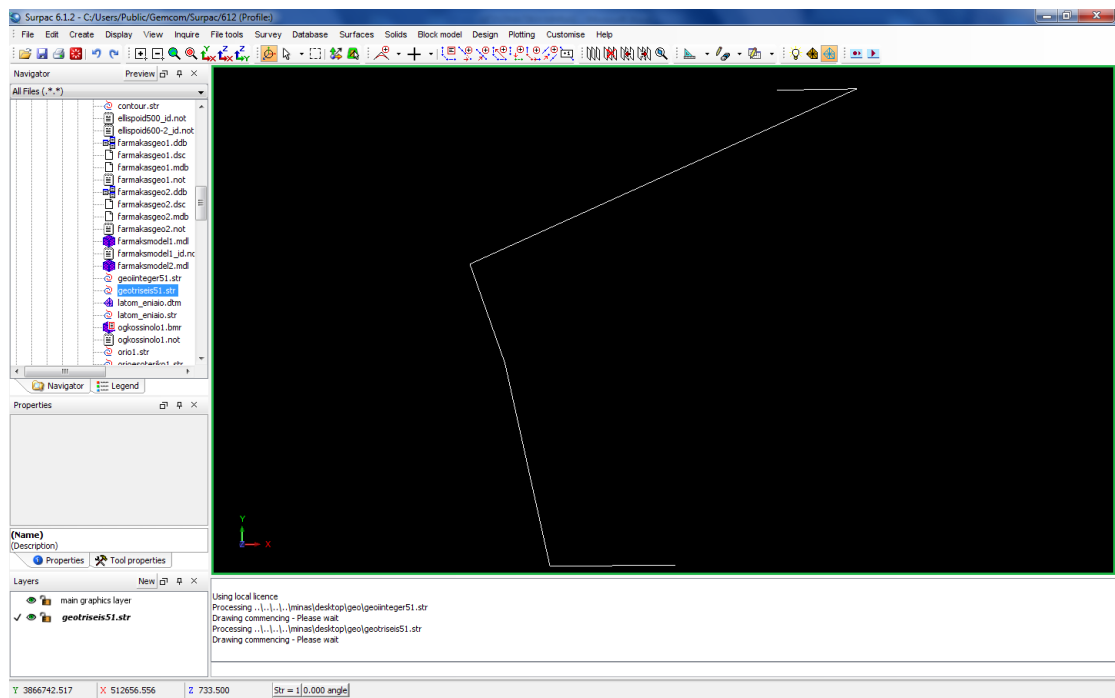 Surpac 6.1.2 - C:/Users/Public/Gemcom/Surpac/612 (Profile:)
File Edit Create Display View Inquire File tools Survey Database Surfaces Solids Block model Design Plotting Customise Help
Navigator Preview
All Files (.*.*)
contour.str
ellispoid500_id.not
ellispoid600-2_id.not
farmakasgeo1.ddb
farmakasgeo1.dsc
farmakasgeo1.mdb
farmakasgeo1.not
farmakasgeo2.ddb
farmakasgeo2.dsc
farmakasgeo2.mdb
farmakasgeo2.not
farmaksmodel1.mdl
farmaksmodel1_id.nc
farmaksmodel2.mdl
geoiinteger51.str
geotriseis51.str
latom_eniaio.dtm
latom_eniaio.str
ogkossinolo1.bmr
ogkossinolo1.not
orio1.str
Navigator Legend
Properties
(Name)
(Description)
Properties Tool properties
Y
Z X
Layers New
main graphics layer
geotriseis51.str
Using local licence
Processing ..\..\..\..\minas\desktop\geo\geoiinteger51.str
Drawing commencing - Please wait
Processing ..\..\..\..\minas\desktop\geo\geotriseis51.str
Drawing commencing - Please wait
Y 3866742.517 X 512656.556 Z 733.500 Str = 1 0.000 angle